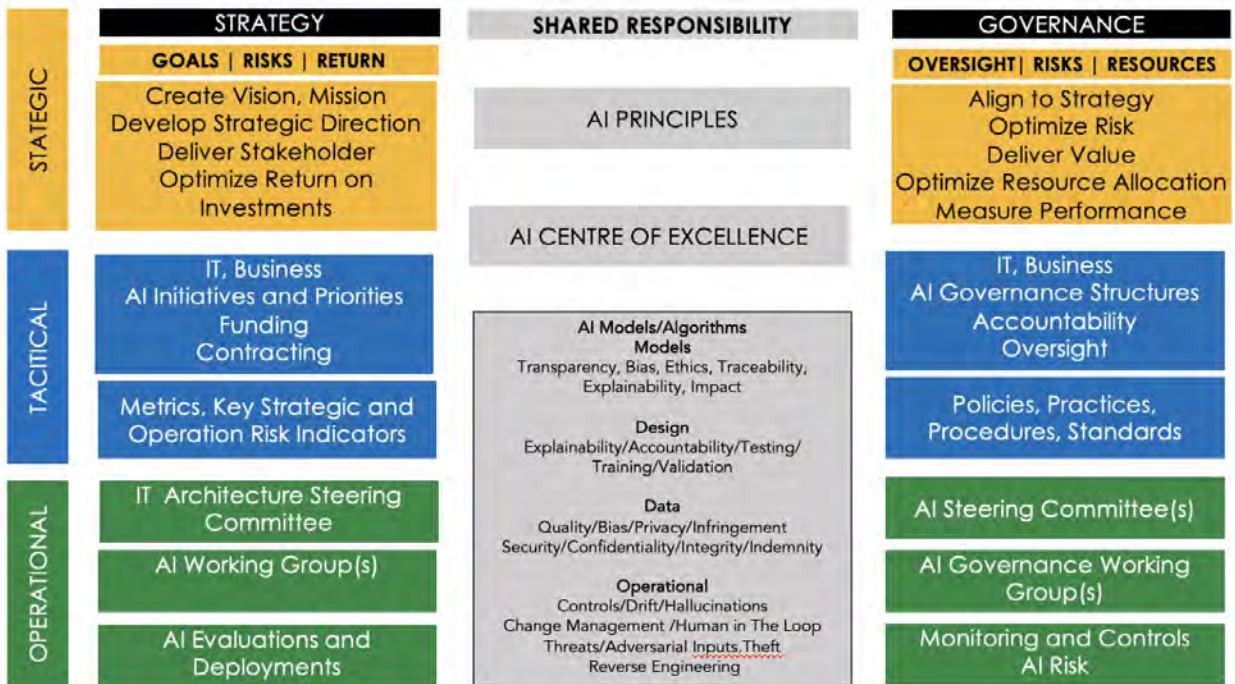 STRATEGY
GOALS | RISKS | RETURN
STATEGIC
Create Vision, Mission
Develop Strategic Direction
Deliver Stakeholder
Optimize Return on
Investments
TACITICAL
IT, Business
AI Initiatives and Priorities
Funding
Contracting
Metrics, Key Strategic and
Operation Risk Indicators
OPERATIONAL
IT Architecture Steering
Committee
AI Working Group(s)
AI Evaluations and
Deployments
SHARED RESPONSIBILITY
AI PRINCIPLES
AI CENTRE OF EXCELLENCE
AI Models/Algorithms
Models
Transparency, Bias, Ethics, Traceability,
Explainability, Impact
Design
Explainability/Accountability/Testing/
Training/Validation
Data
Quality/Bias/Privacy/Infringement
Security/Confidentiality/Integrity/Indemnity
Operational
Controls/Drift/Hallucinations
Change Management /Human in The Loop
Threats/Adversarial Inputs.Theft
Reverse Engineering
GOVERNANCE
OVERSIGHT| RISKS | RESOURCES
Align to Strategy
Optimize Risk
Deliver Value
Optimize Resource Allocation
Measure Performance
IT, Business
AI Governance Structures
Accountability
Oversight
Policies, Practices,
Procedures, Standards
AI Steering Committee(s)
AI Governance Working
Group(s)
Monitoring and Controls
AI Risk